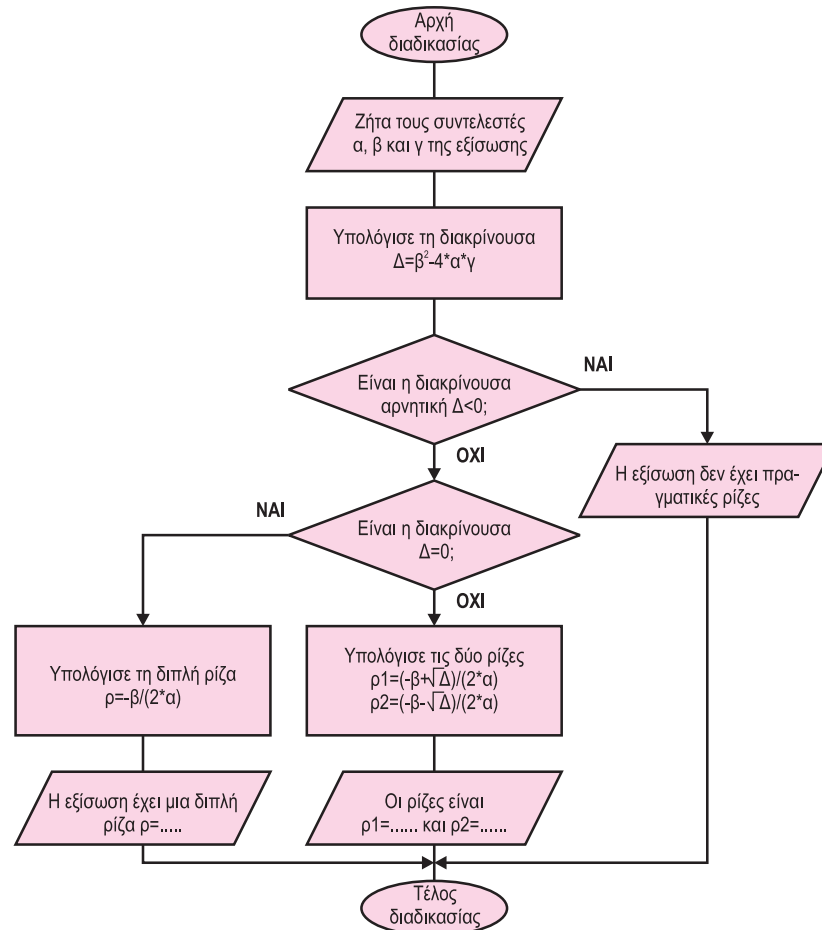 Αρχή
διαδικασίας
Ζήτα τους συντελεστές
α, β και γ της εξίσωσης
Υπολόγισε τη διακρίνουσα
Δ=β²-4*α*γ
Είναι η διακρίνουσα
αρνητική Δ<0;
ΝΑΙ
ΟΧΙ
Η εξίσωση δεν έχει πρα-
γματικές ρίζες
Είναι η διακρίνουσα
Δ=0;
ΝΑΙ
ΟΧΙ
Υπολόγισε τη διπλή ρίζα
ρ=-β/(2*α)
Υπολόγισε τις δύο ρίζες
ρ1=(-β+√Δ)/(2*α)
ρ2=(-β-√Δ)/(2*α)
Η εξίσωση έχει μια διπλή
ρίζα ρ=.....
Οι ρίζες είναι
ρ1=...... και ρ2=......
Τέλος
διαδικασίας